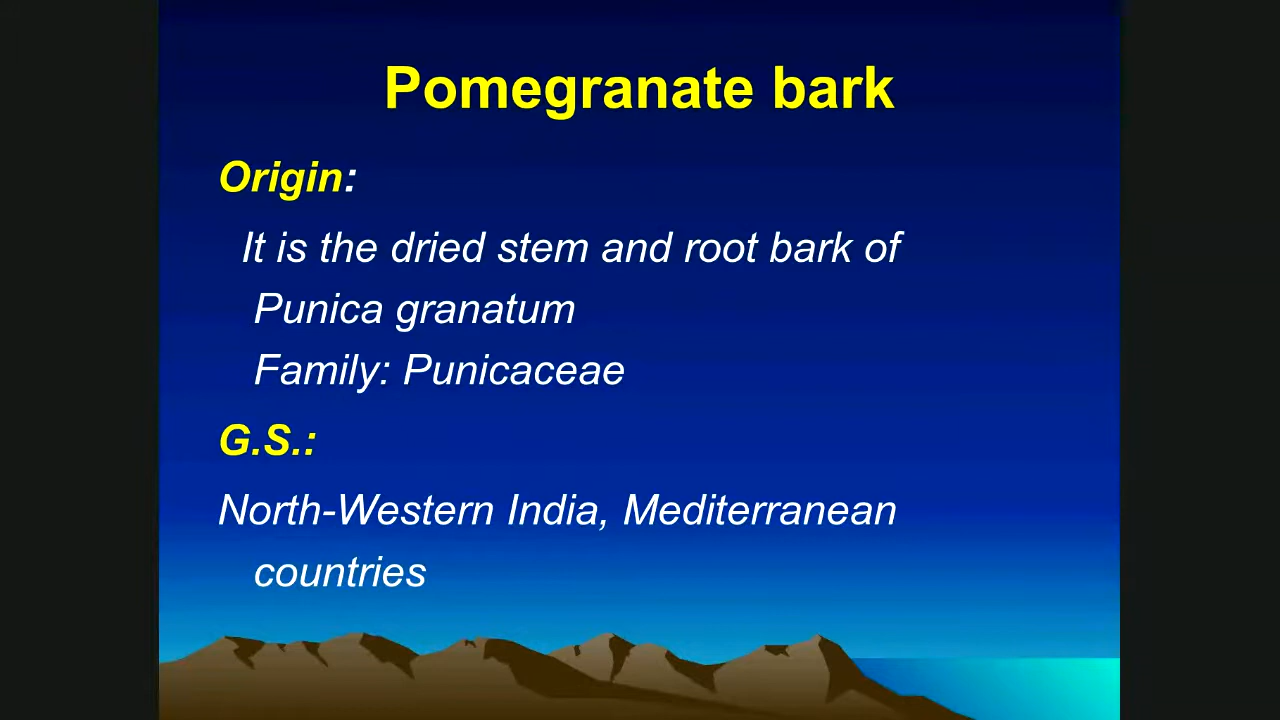 Pomegranate bark
Origin:
It is the dried stem and root bark of
Punica granatum
Family: Punicaceae
G.S.:
North-Western India, Mediterranean
countries